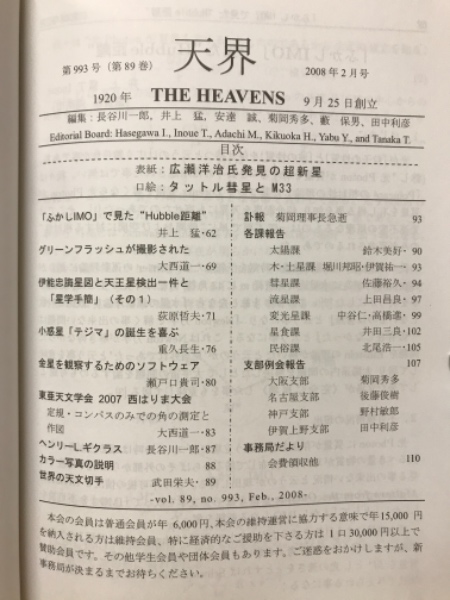 天界
第993号(第89巻)
2008年2月号
1920年 THE HEAVENS 9月25日創立
編集:長谷川一郎, 井上 猛, 安達 誠, 菊岡秀多, 藪 保男, 田中利彦
Editorial Board: Hasegawa I., Inoue T., Adachi M., Kikuoka H., Yabu Y., and Tanaka T.
目次
表紙:広瀬洋治氏発見の超新星
口絵:タットル彗星と M33
「ふかしIMO」で見た “Hubble距離”
井上 猛・62
グリーンフラッシュが撮影された
大西道一・69
伊能忠誨星図と天王星検出一件と
「星学手簡」(その1)
荻原哲夫・71
小惑星「テジマ」の誕生を喜ぶ
重久長生・76
金星を観察するためのソフトウェア
瀬戸口貴司・80
東亜天文学会 2007 西はりま大会
定規・コンパスのみでの角の測定と
作図 大西道一・83
ヘンリーL.ギクラス 長谷川一郎・87
カラー写真の説明 88
世界の天文切手 武田栄夫・89
訃報 菊岡理事長急逝 93
各課報告
太陽課 鈴木美好・90
木・土星課 堀川邦昭・伊賀祐一・93
彗星課 佐藤裕久・94
流星課 上田昌良・97
変光星課 中谷仁・高橋進・99
星食課 井田三良・102
民俗課 北尾浩一・105
支部例会報告 107
大阪支部 菊岡秀多
名古屋支部 後藤俊樹
神戸支部 野村敏郎
伊賀上野支部 田中利彦
事務局だより
会費領収他 110
-vol. 89, no. 993, Feb., 2008-
本会の会員は普通会員が年 6,000円,本会の維持運営に協力する意味で年15,000 円
を納入される方は維持会員、特に経済的なご援助を下さる方は 1 口30,000円以上で
賛助会員です。その他学生会員や団体会員もあります。ご迷惑をおかけしますが、新
事務局が決まるまでお待ちください。